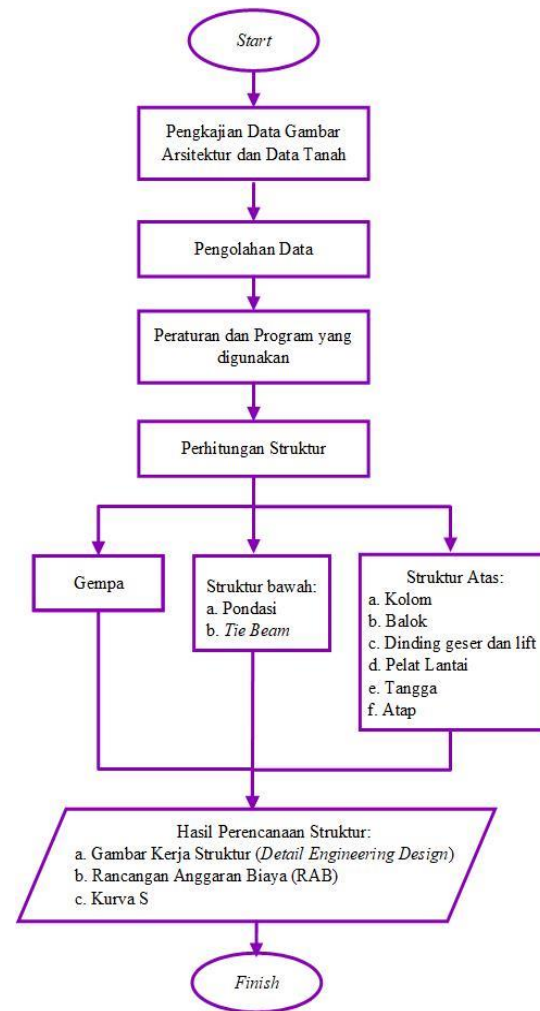 Start
Pengkajian Data Gambar
Arsitektur dan Data Tanah
Pengolahan Data
Peraturan dan Program yang
digunakan
Perhitungan Struktur
Gempa
Struktur bawah:
a. Pondasi
b. Tie Beam
Struktur Atas:
a. Kolom
b. Balok
c. Dinding geser dan lift
d. Pelat Lantai
e. Tangga
f. Atap
Hasil Perencanaan Struktur:
a. Gambar Kerja Struktur (Detail Engineering Design)
b. Rancangan Anggaran Biaya (RAB)
c. Kurva S
Finish